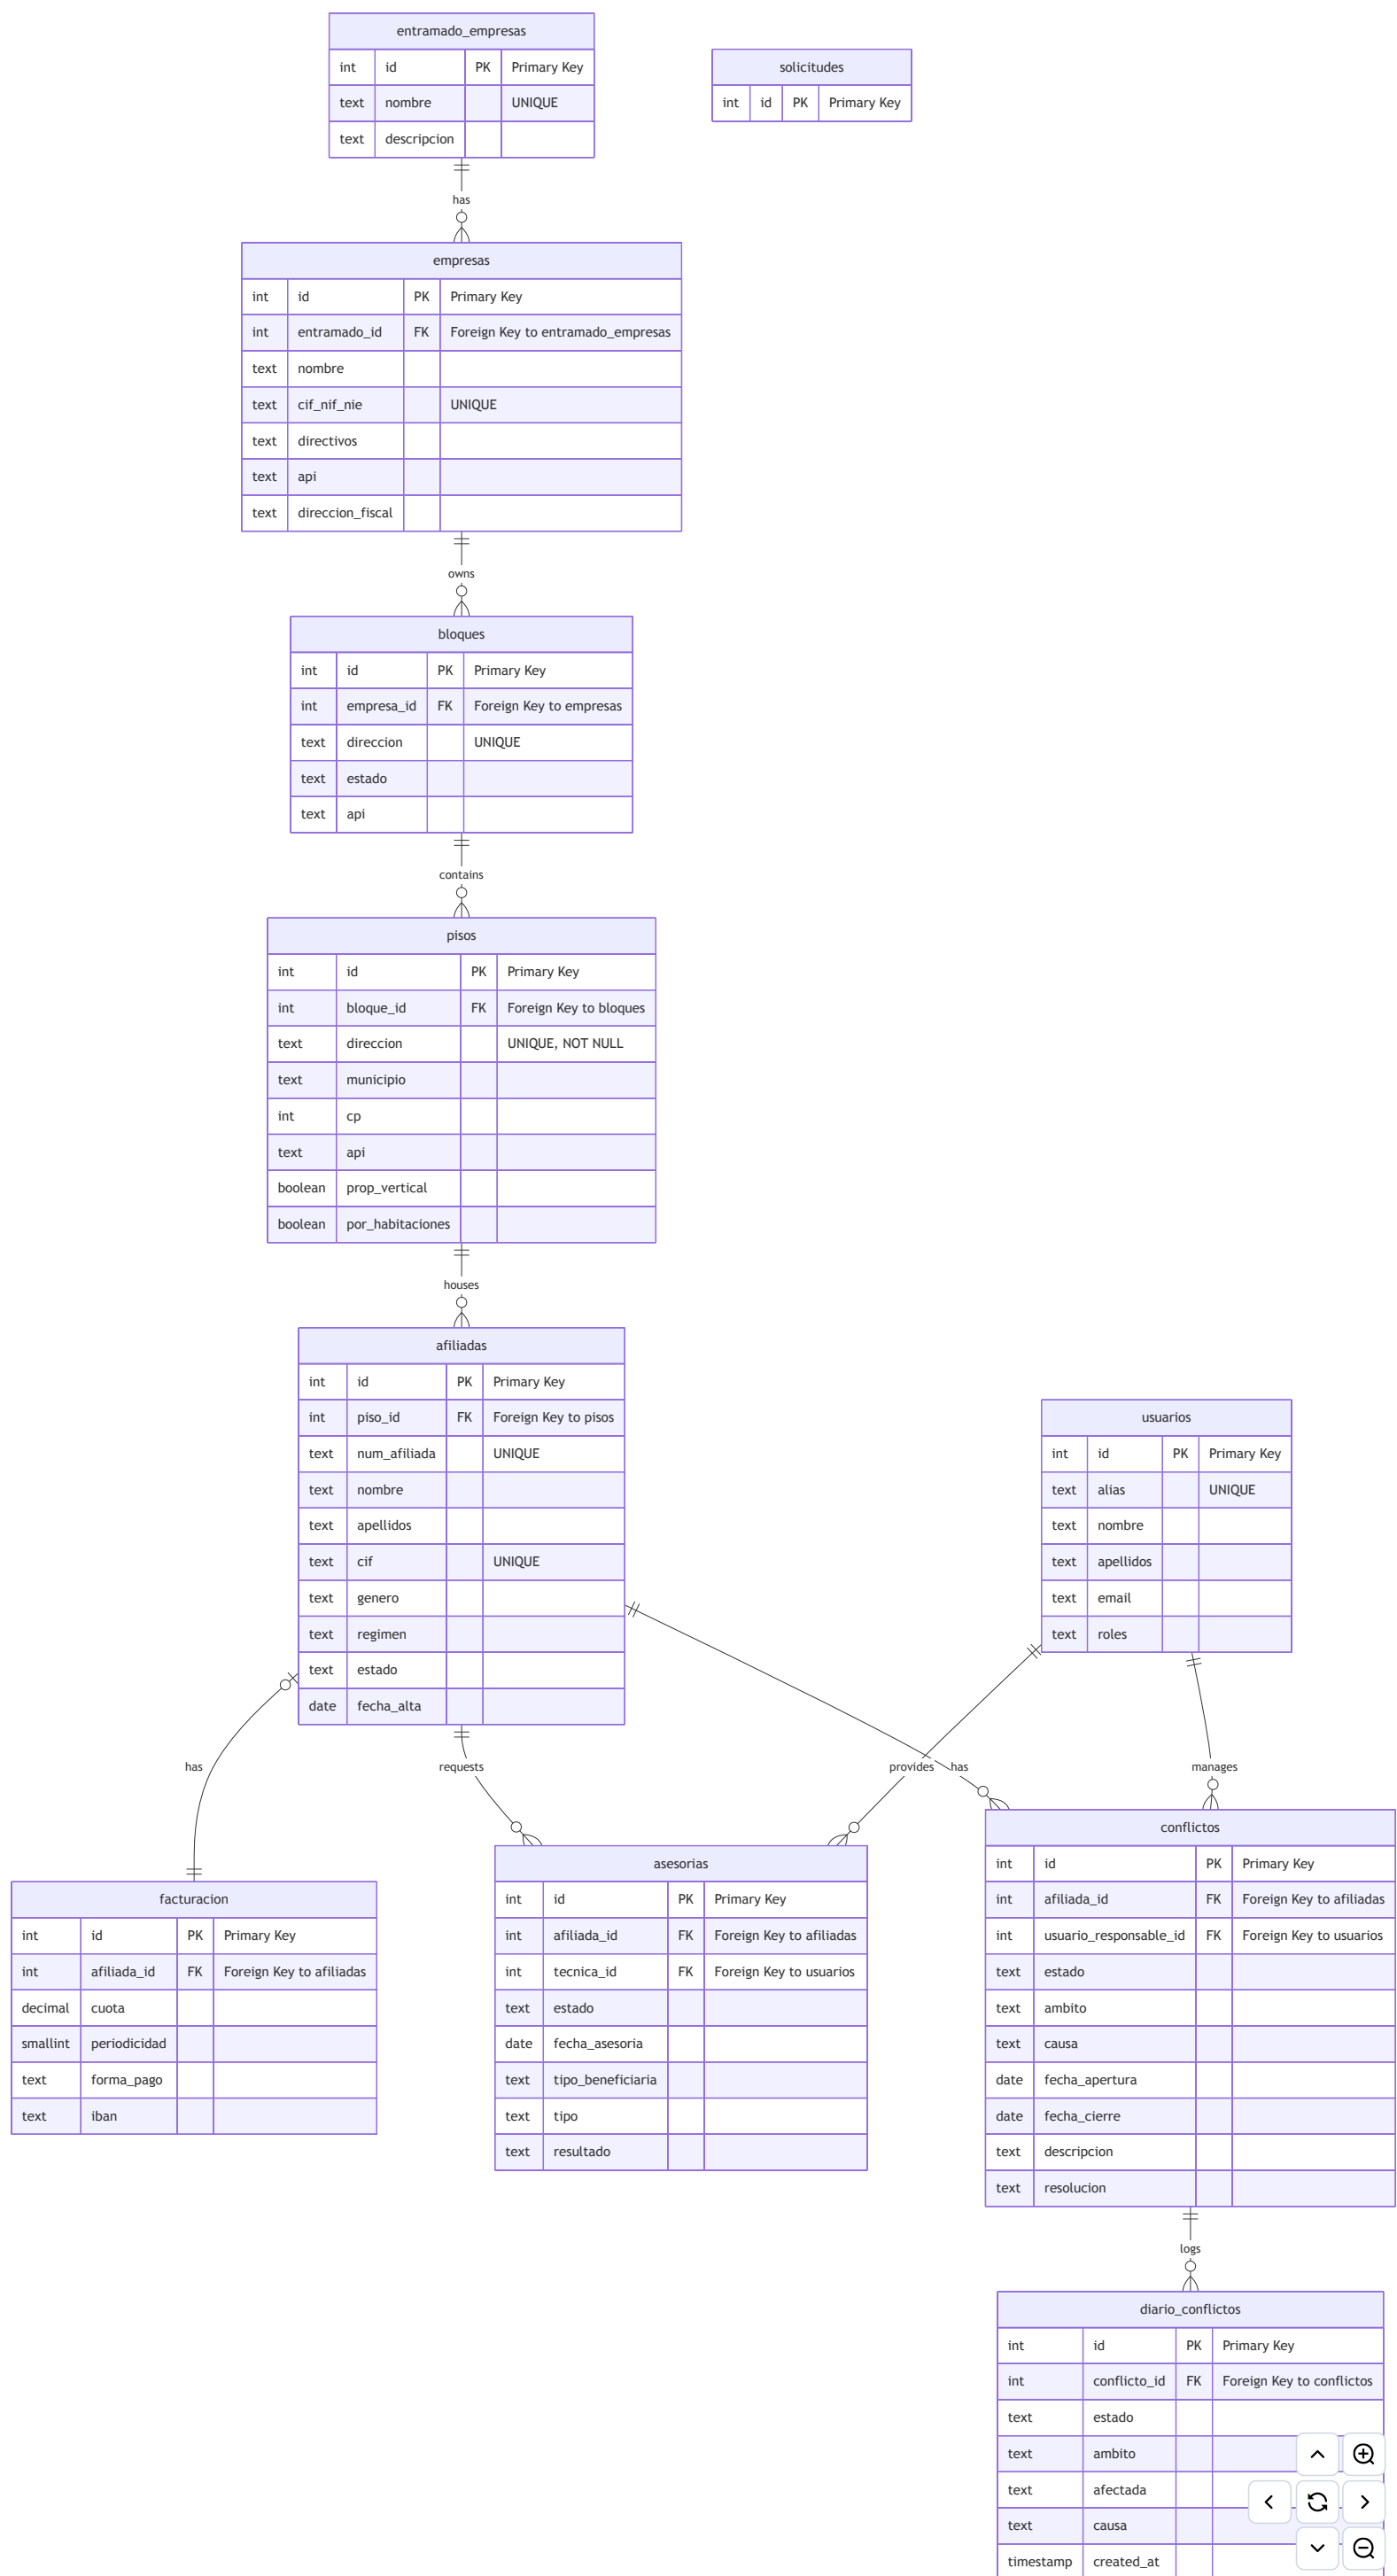 entramado_empresas
int id PK Primary Key
text nombre UNIQUE
text descripcion
solicitudes
int id PK Primary Key
has
empresas
int id PK Primary Key
int entramado_id FK Foreign Key to entramado_empresas
text nombre
text cif_nif_nie UNIQUE
text directivos
text api
text direccion_fiscal
owns
bloques
int id PK Primary Key
int empresa_id FK Foreign Key to empresas
text direccion UNIQUE
text estado
text api
contains
pisos
int id PK Primary Key
int bloque_id FK Foreign Key to bloques
text direccion UNIQUE, NOT NULL
text municipio
int cp
text api
boolean prop_vertical
boolean por_habitaciones
houses
afiliadas
int id PK Primary Key
int piso_id FK Foreign Key to pisos
text num_afiliada UNIQUE
text nombre
text apellidos
text cif UNIQUE
text genero
text regimen
text estado
date fecha_alta
usuarios
int id PK Primary Key
text alias UNIQUE
text nombre
text apellidos
text email
text roles
has
requests
provides
has
manages
facturacion
int id PK Primary Key
int afiliada_id FK Foreign Key to afiliadas
decimal cuota
smallint periodicidad
text forma_pago
text iban
asesorias
int id PK Primary Key
int afiliada_id FK Foreign Key to afiliadas
int tecnica_id FK Foreign Key to usuarios
text estado
date fecha_asesoria
text tipo_beneficiaria
text tipo
text resultado
conflictos
int id PK Primary Key
int afiliada_id FK Foreign Key to afiliadas
int usuario_responsable_id FK Foreign Key to usuarios
text estado
text ambito
text causa
date fecha_apertura
date fecha_cierre
text descripcion
text resolucion
logs
diario_conflictos
int id PK Primary Key
int conflicto_id FK Foreign Key to conflictos
text estado
text ambito
text afectada
text causa
timestamp created_at